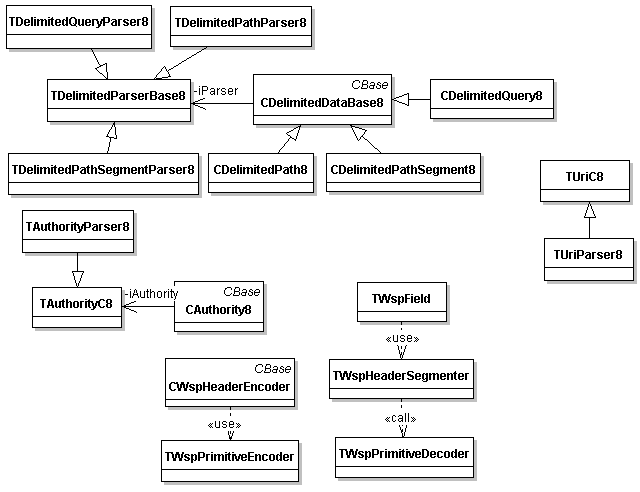 TDelimitedQueryParser8
TDelimitedPathParser8
TDelimitedParserBase8
-iParser
CBase
CDelimitedDataBase8
CDelimitedQuery8
TDelimitedPathSegmentParser8
CDelimitedPath8
CDelimitedPathSegment8
TUriC8
TAuthorityParser8
TUriParser8
TAuthorityC8
-iAuthority
CBase
CAuthority8
TWspField
«use»
CBase
CWspHeaderEncoder
TWspHeaderSegmenter
«use»
«call»
TWspPrimitiveEncoder
TWspPrimitiveDecoder